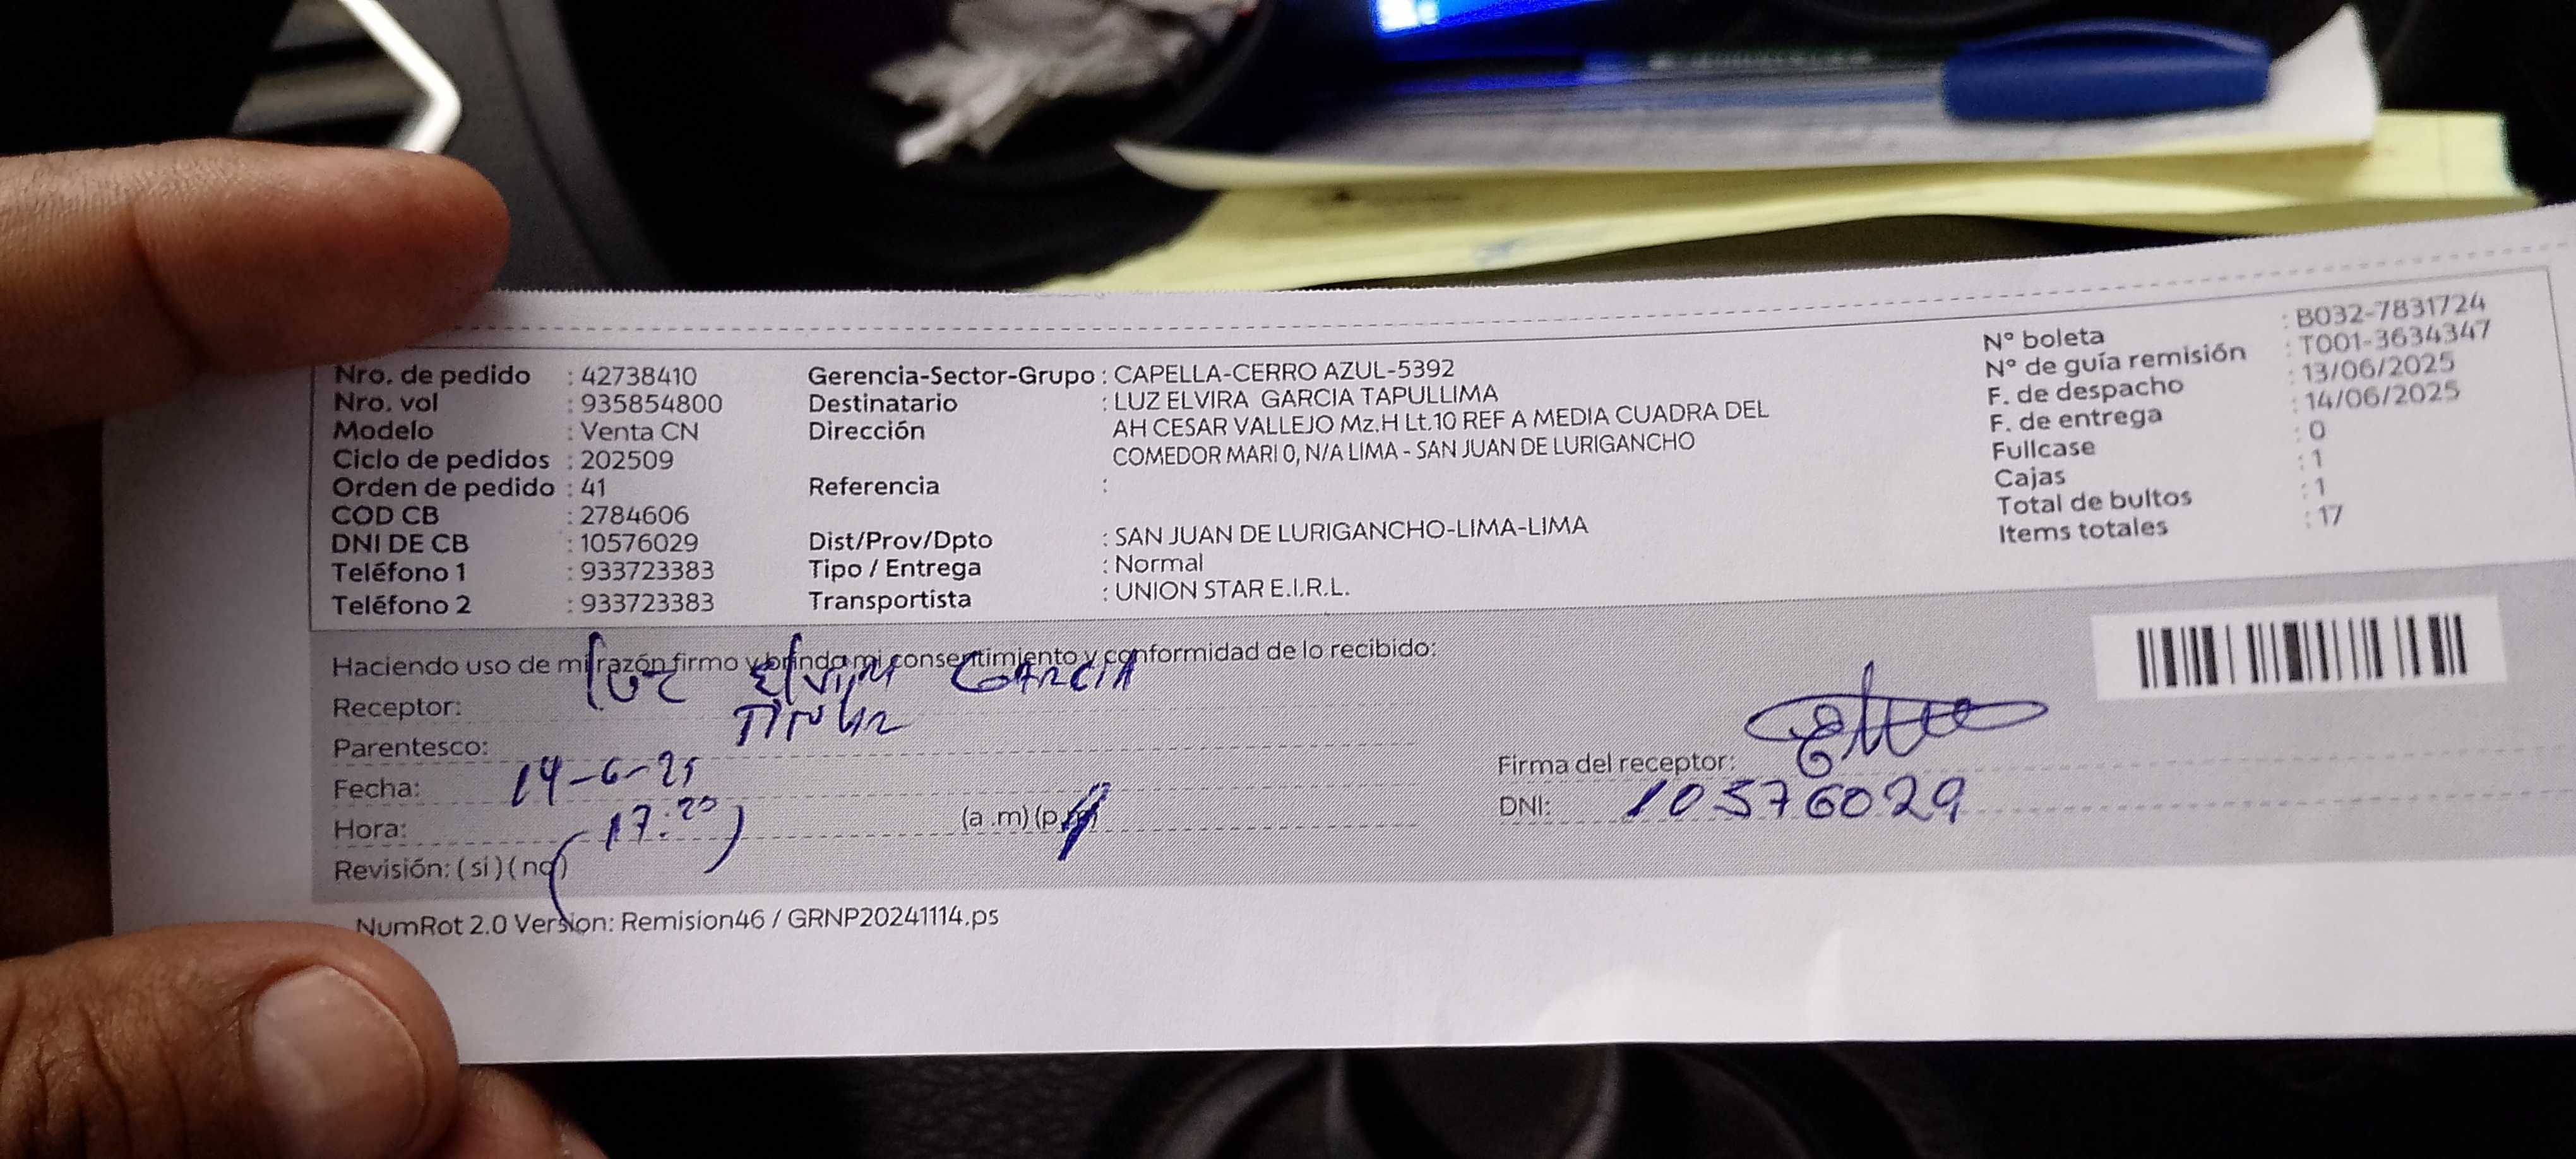 Nro. de pedido : 42738410
Nro. vol : 935854800
Modelo : Venta CN
Ciclo de pedidos : 202509
Orden de pedido : 41
COD CB : 2784606
DNI DE CB : 10576029
Teléfono 1 : 933723383
Teléfono 2 : 933723383
Gerencia-Sector-Grupo : CAPELLA-CERRO AZUL-5392
Destinatario : LUZ ELVIRA GARCIA TAPULLIMA
Dirección AH CESAR VALLEJO Mz.H Lt.10 REF A MEDIA CUADRA DEL
COMEDOR MARI 0, N/A LIMA - SAN JUAN DE LURIGANCHO
Referencia :
Dist/Prov/Dpto : SAN JUAN DE LURIGANCHO-LIMA-LIMA
Tipo / Entrega : Normal
Transportista : UNION STAR E.I.R.L.
N° boleta : B032-7831724
N° de guía remisión : T001-3634347
F. de despacho : 13/06/2025
F. de entrega : 14/06/2025
Fullcase : 0
Cajas : 1
Total de bultos : 1
Items totales : 17
Haciendo uso de mi razón firmo y brindo mi consentimiento y conformidad de lo recibido:
Receptor: Luz Elvira Garcia
Parentesco: Titular
Fecha: 14-6-25
Hora: (17:20) (a .m) (p.
Revisión: ( si ) ( no )
Firma del receptor:
DNI: 10576029
NumRot 2.0 Version: Remision46 / GRNP20241114.ps